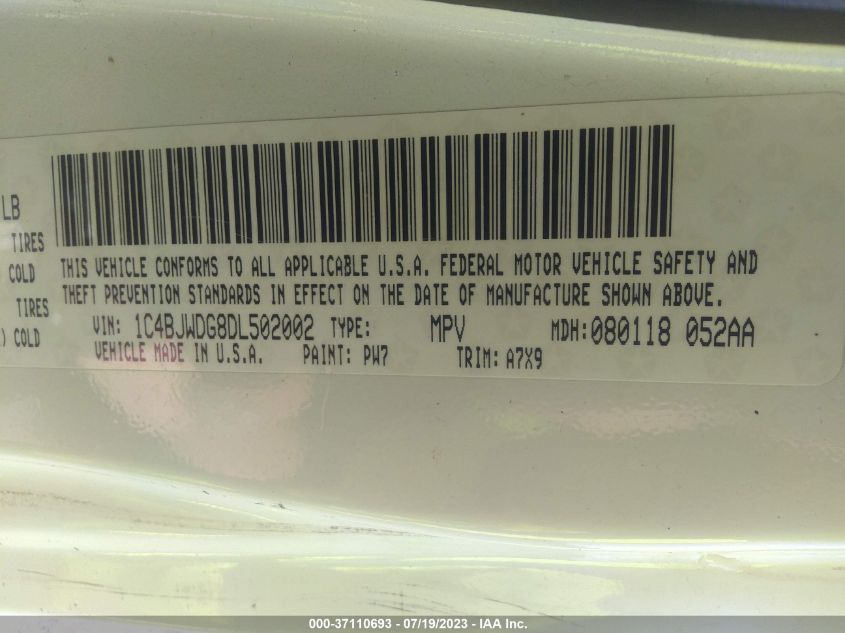 LB
TIRES
COLD
TIRES
) COLD
THIS VEHICLE CONFORMS TO ALL APPLICABLE U.S.A. FEDERAL MOTOR VEHICLE SAFETY AND
THEFT PREVENTION STANDARDS IN EFFECT ON THE DATE OF MANUFACTURE SHOWN ABOVE.
VIN: 1C4BJWDG8DL502002 TYPE: MPV MDH:080118 052AA
VEHICLE MADE IN U.S.A. PAINT: PW7 TRIM: A7X9
000-37110693 - 07/19/2023 - IAA Inc.